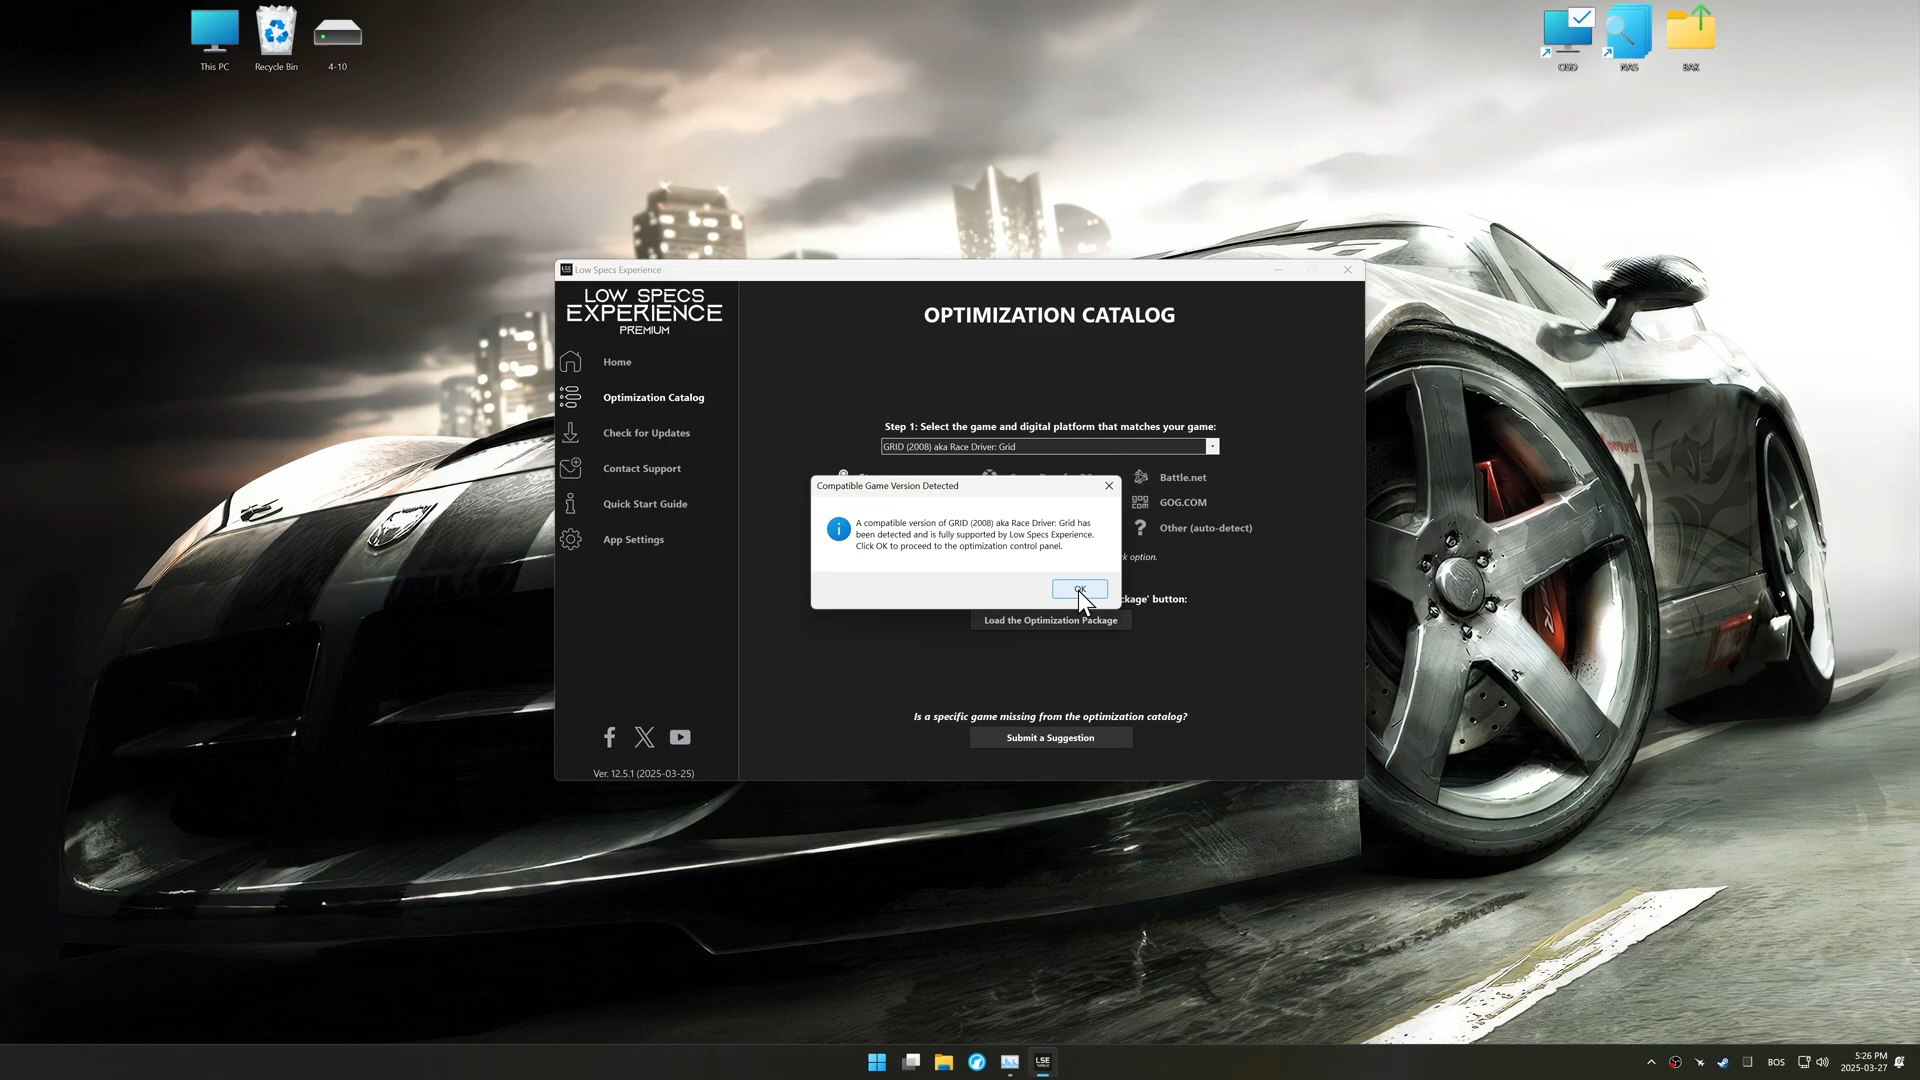 This PC
Recycle Bin
4-10
NAS
BAK
Low Specs Experience
LOW SPECS
EXPERIENCE
PREMIUM
Home
Optimization Catalog
Check for Updates
Contact Support
Quick Start Guide
App Settings
Ver. 12.5.1 (2025-03-25)
OPTIMIZATION CATALOG
Step 1: Select the game and digital platform that matches your game:
GRID (2008) aka Race Driver: Grid
Battle.net
GOG.COM
Other (auto-detect)
option.
Compatible Game Version Detected
A compatible version of GRID (2008) aka Race Driver: Grid has
been detected and is fully supported by Low Specs Experience.
Click OK to proceed to the optimization control panel.
OK
button:
Load the Optimization Package
Is a specific game missing from the optimization catalog?
Submit a Suggestion
LSE
BOS
5:26 PM
2025-03-27